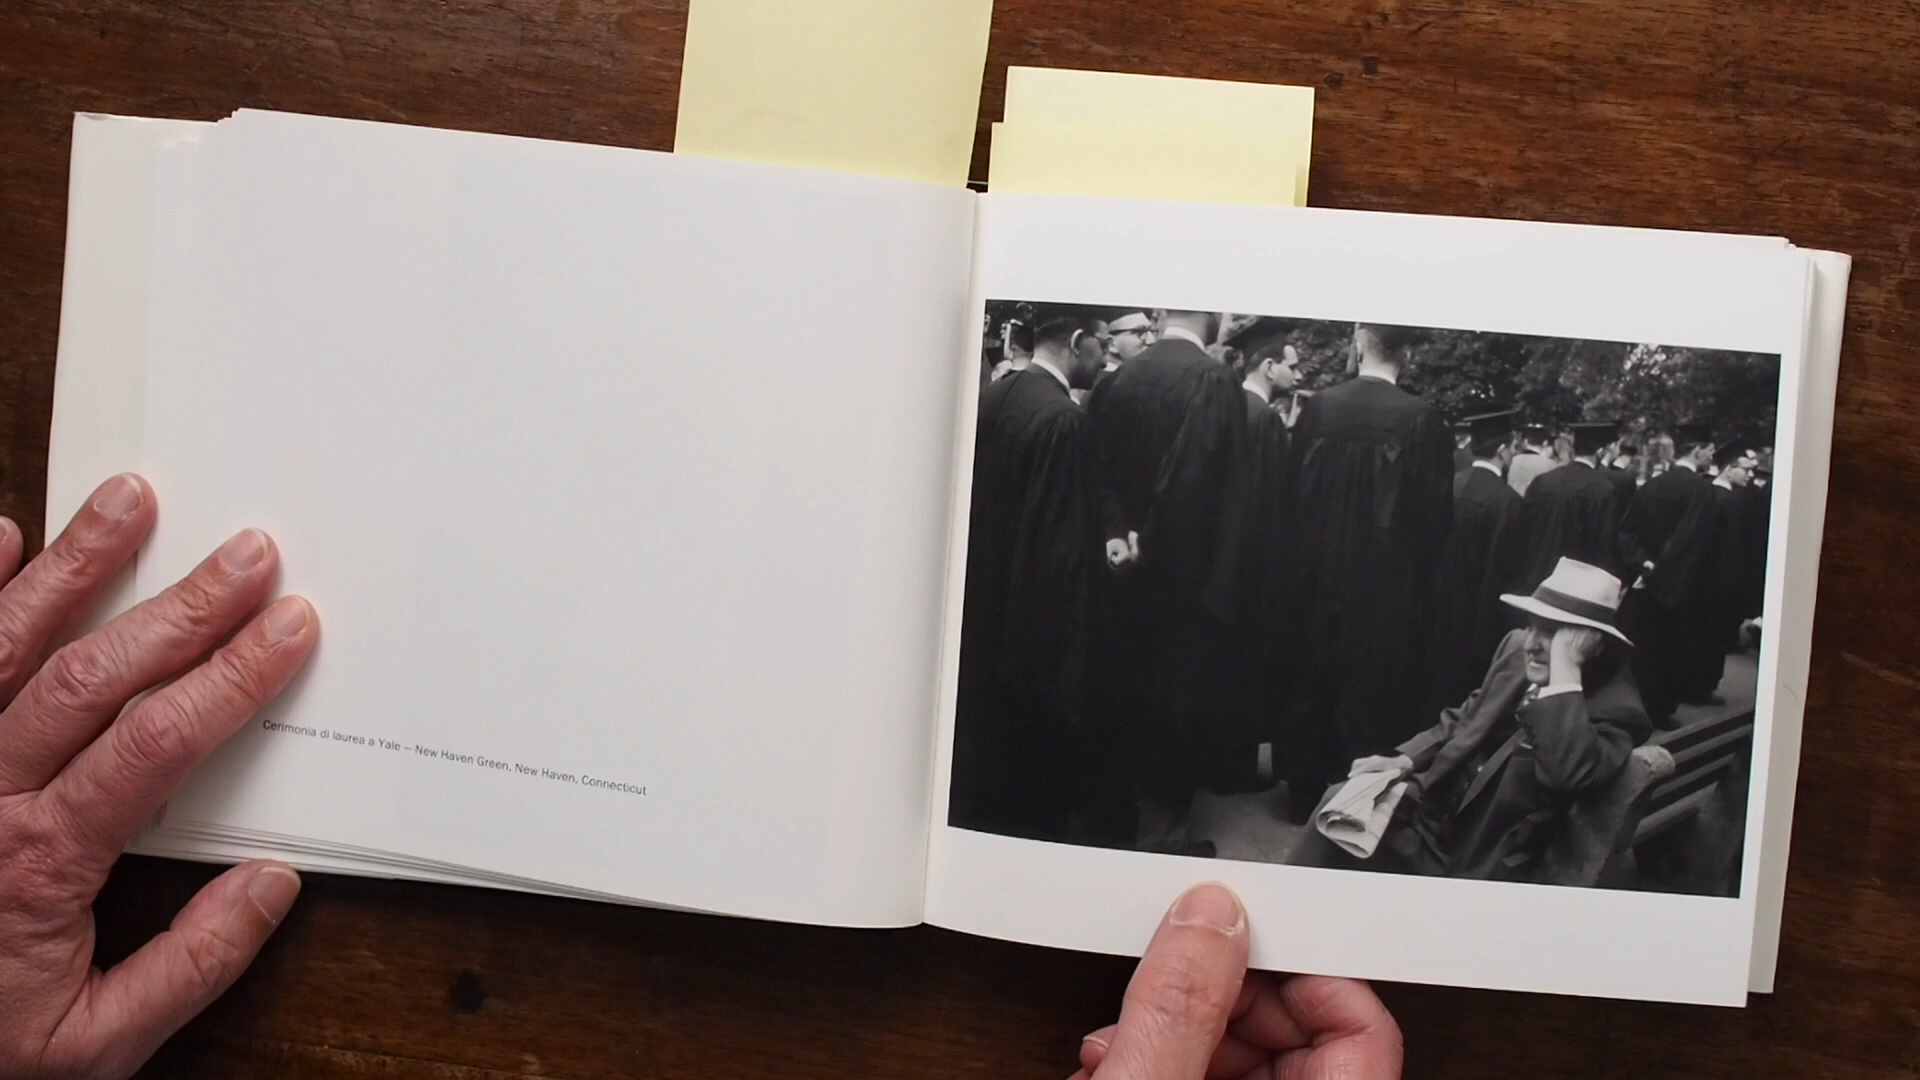 Cerimonia di laurea a Yale – New Haven Green, New Haven, Connecticut